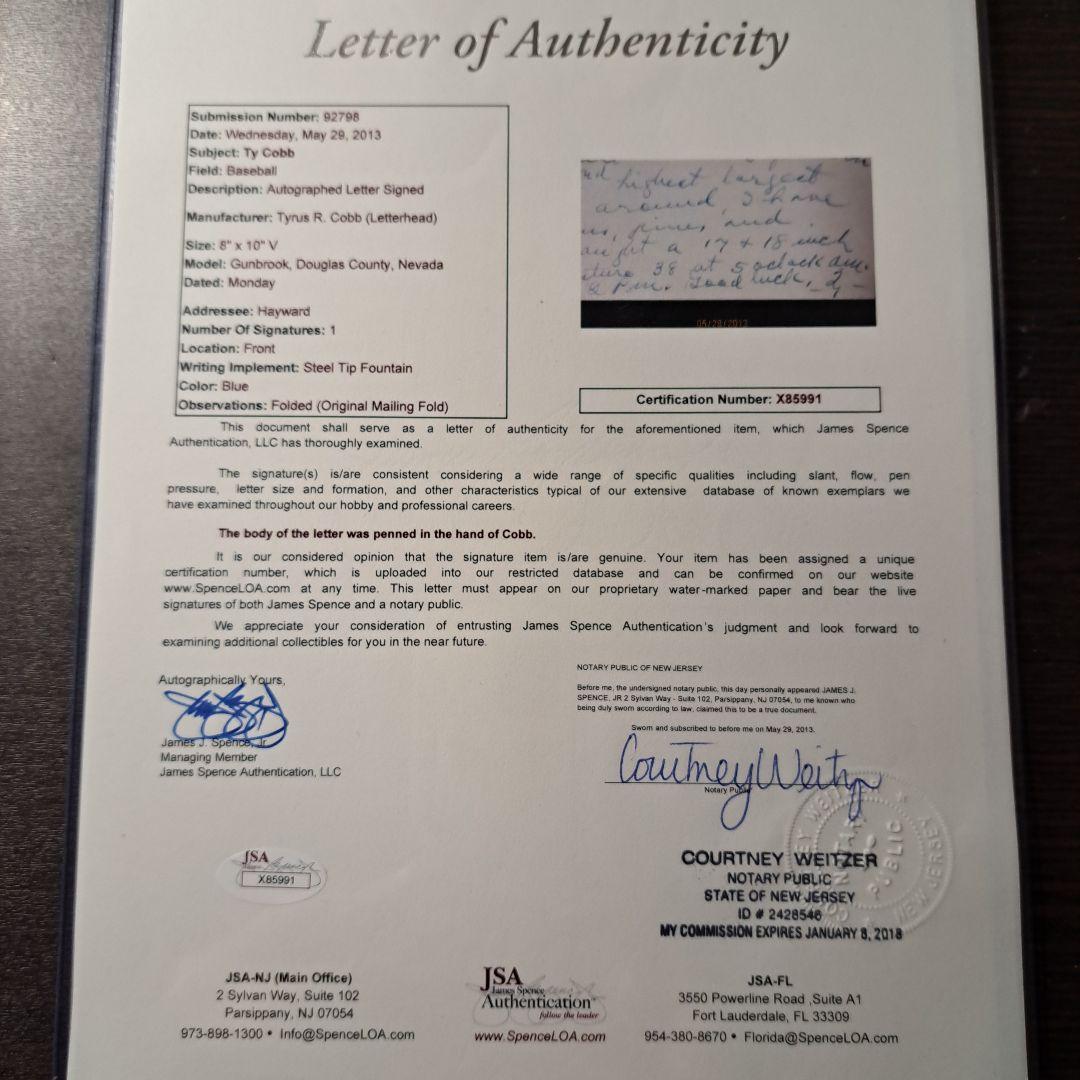 Letter of Authenticity
Submission Number: 92798
Date: Wednesday, May 29, 2013
Subject: Ty Cobb
Field: Baseball
Description: Autographed Letter Signed
Manufacturer: Tyrus R. Cobb (Letterhead)
Size: 8" x 10" V
Model: Gunbrook, Douglas County, Nevada
Dated: Monday
Addressee: Hayward
Number Of Signatures: 1
Location: Front
Writing Implement: Steel Tip Fountain
Color: Blue
Observations: Folded (Original Mailing Fold)
highest largest
around, I have
pines, and
a 17 & 18 inch
38 at 5 oclock am.
& P.m. Good luck,
05/29/2013
Certification Number: X85991
This document shall serve as a letter of authenticity for the aforementioned item, which James Spence
Authentication, LLC has thoroughly examined.
The signature(s) is/are consistent considering a wide range of specific qualities including slant, flow, pen
pressure, letter size and formation, and other characteristics typical of our extensive database of known exemplars we
have examined throughout our hobby and professional careers.
The body of the letter was penned in the hand of Cobb.
It is our considered opinion that the signature item is/are genuine. Your item has been assigned a unique
certification number, which is uploaded into our restricted database and can be confirmed on our website
www.SpenceLOA.com at any time. This letter must appear on our proprietary water-marked paper and bear the live
signatures of both James Spence and a notary public.
We appreciate your consideration of entrusting James Spence Authentication's judgment and look forward to
examining additional collectibles for you in the near future.
Autographically Yours,
James J. Spence, Jr.
Managing Member
James Spence Authentication, LLC
NOTARY PUBLIC OF NEW JERSEY
Before me, the undersigned notary public, this day personally appeared JAMES J.
SPENCE, JR 2 Sylvan Way - Suite 102, Parsippany, NJ 07054, to me known who
being duly sworn according to law, claimed this to be a true document.
Sworn and subscribed to before me on May 29, 2013.
Courtney Weitzer
Notary Public
COURTNEY WEITZER
NOTARY PUBLIC
STATE OF NEW JERSEY
ID # 2428546
MY COMMISSION EXPIRES JANUARY 8, 2018
COURTNEY WEITZER
NOTARY
PUBLIC
NEW JERSEY
JSA
X85991
JSA-NJ (Main Office)
2 Sylvan Way, Suite 102
Parsippany, NJ 07054
973-898-1300 • Info@SpenceLOA.com
JSA
James Spence
Authentication
follow the leader
www.SpenceLOA.com
JSA-FL
3550 Powerline Road ,Suite A1
Fort Lauderdale, FL 33309
954-380-8670 • Florida@SpenceLOA.com